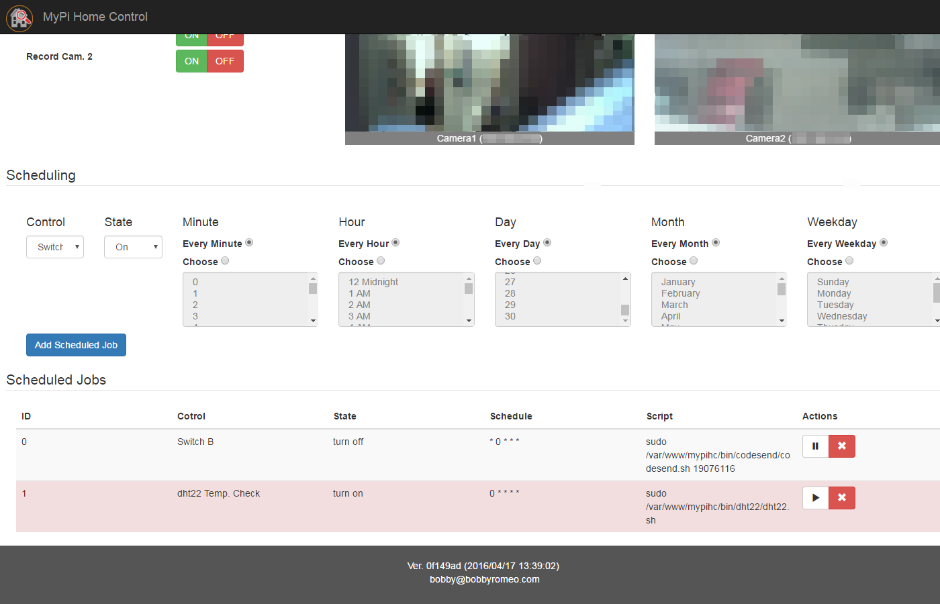 MyPi Home Control
ON OFF
Record Cam. 2
ON OFF
Camera1 (
)
Camera2 (
)
Scheduling
Control
State
Minute
Hour
Day
Month
Weekday
Switch
On
Every Minute
Every Hour
Every Day
Every Month
Every Weekday
Choose
Choose
Choose
Choose
Choose
0
1
2
3
12 Midnight
1 AM
2 AM
3 AM
27
28
29
30
January
February
March
April
May
Sunday
Monday
Tuesday
Wednesday
Thursday
Add Scheduled Job
Scheduled Jobs
ID
Cotrol
State
Schedule
Script
Actions
0
Switch B
turn off
* 0 * * *
sudo
/var/www/mypihc/bin/codesend/co
desend.sh 19076116
1
dht22 Temp. Check
turn on
0 * * * *
sudo
/var/www/mypihc/bin/dht22/dht22.
sh
Ver. 0f149ad (2016/04/17 13:39:02)
bobby@bobbyromeo.com